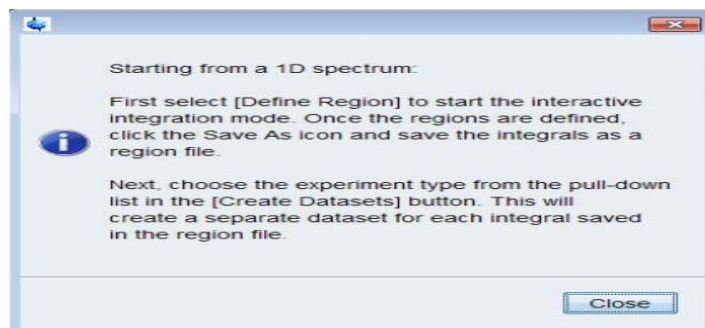 Starting from a 1D spectrum:
First select [Define Region] to start the interactive
integration mode. Once the regions are defined,
click the Save As icon and save the integrals as a
region file.
Next, choose the experiment type from the pull-down
list in the [Create Datasets] button. This will
create a separate dataset for each integral saved
in the region file.
Close